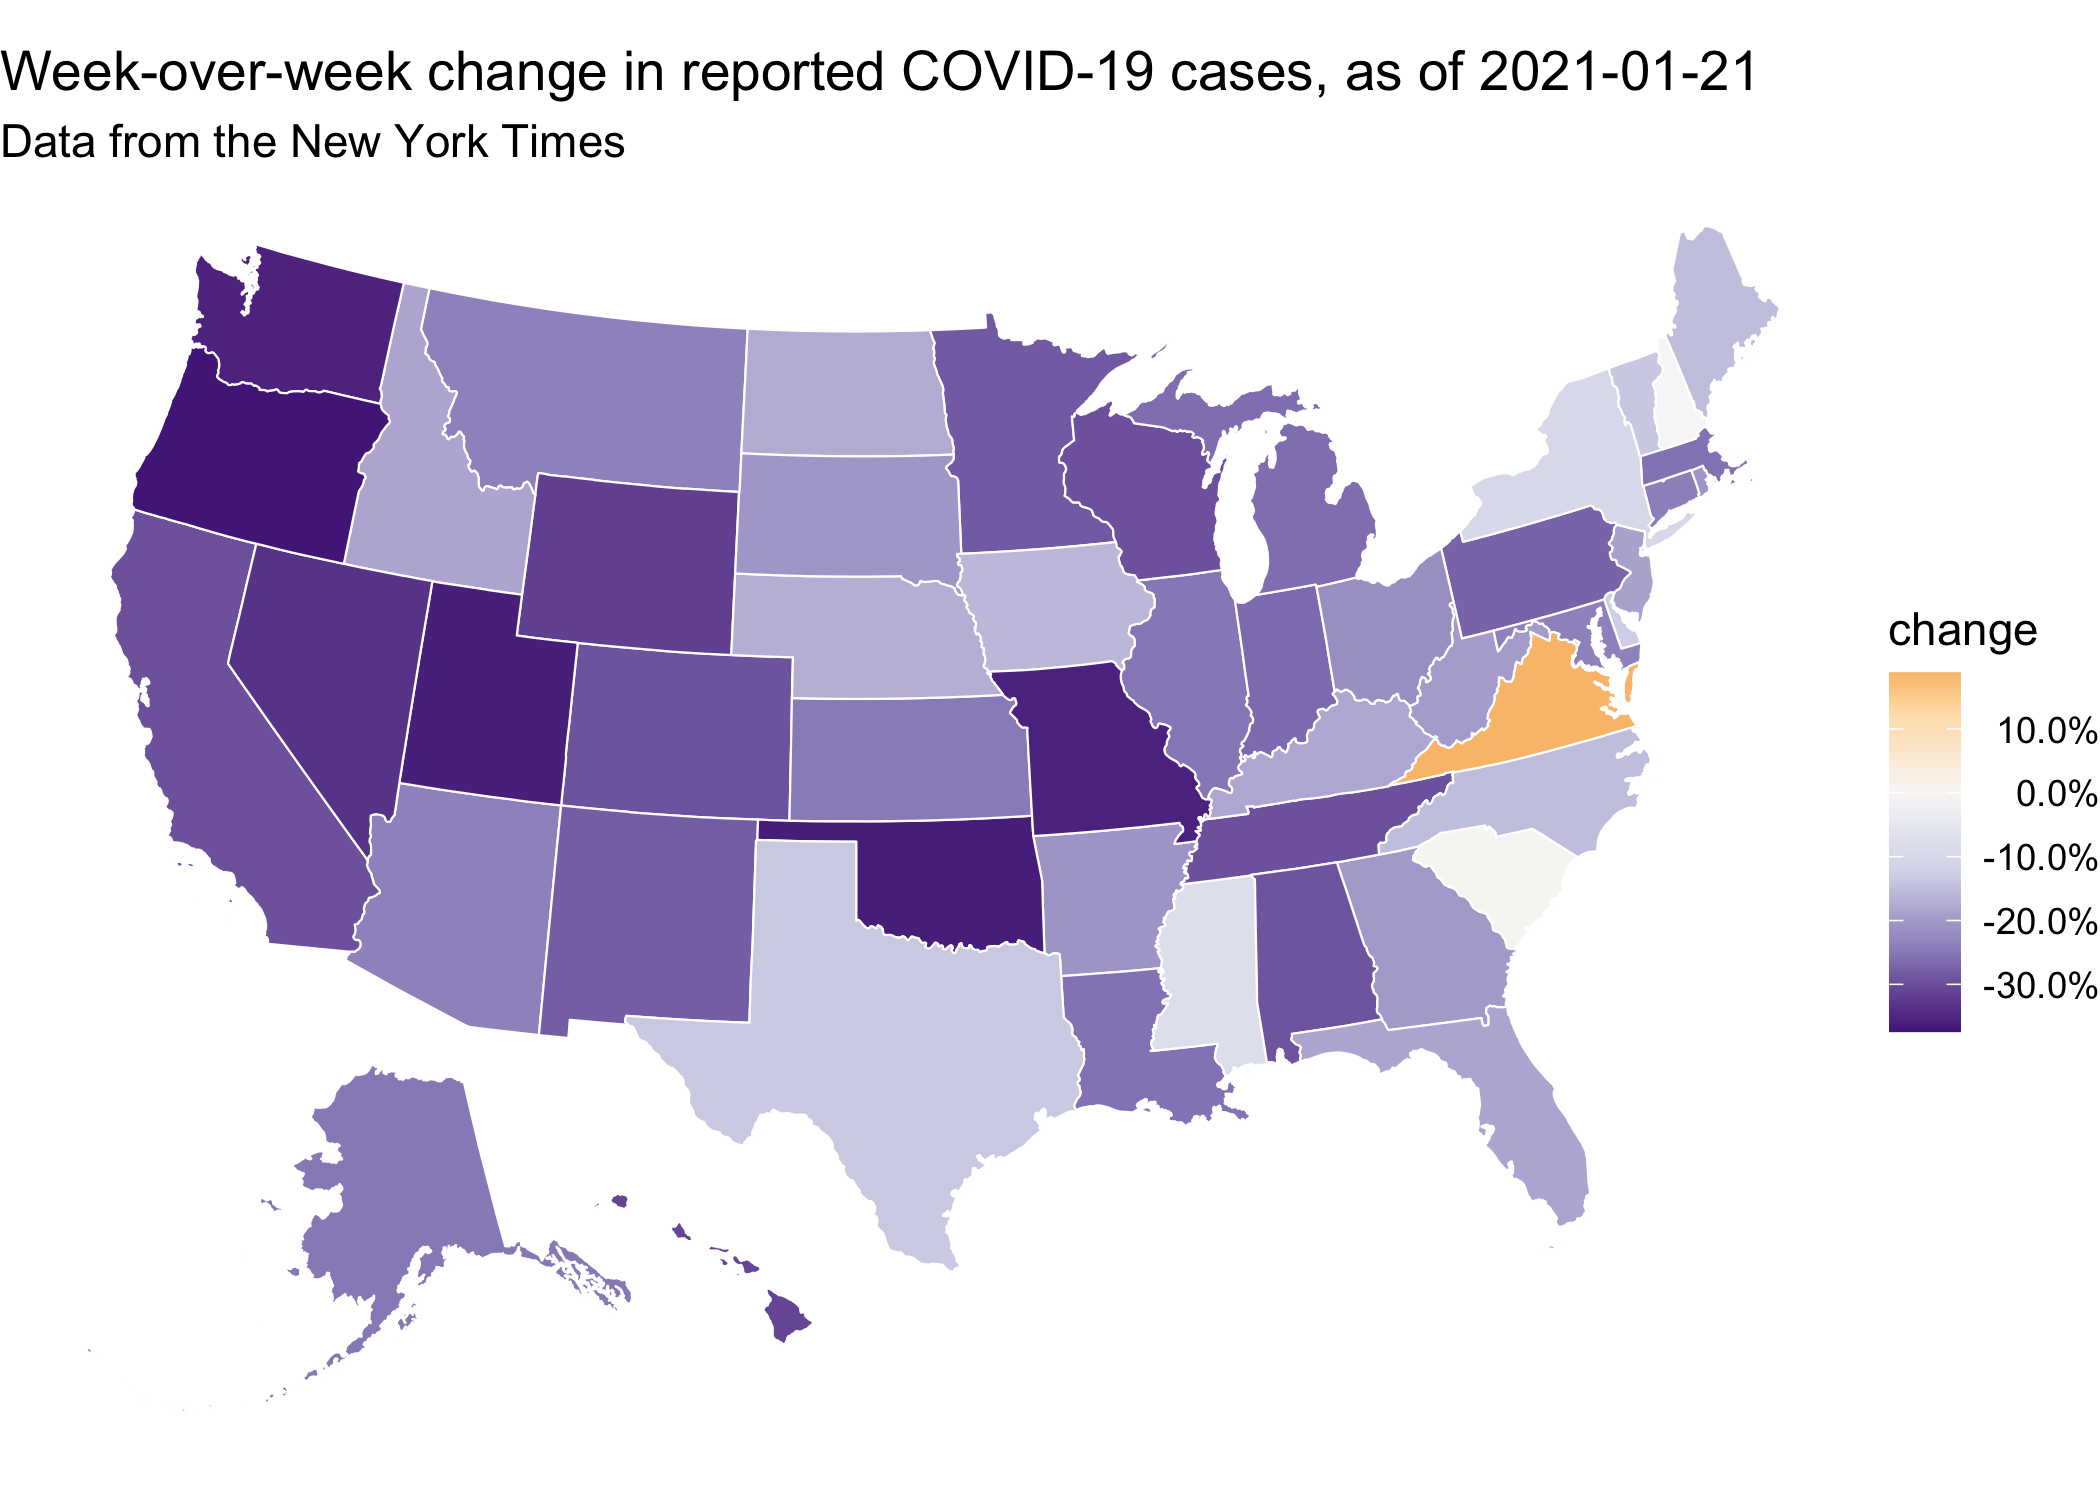 Week-over-week change in reported COVID-19 cases, as of 2021-01-21
Data from the New York Times
change
10.0%
0.0%
-10.0%
-20.0%
-30.0%